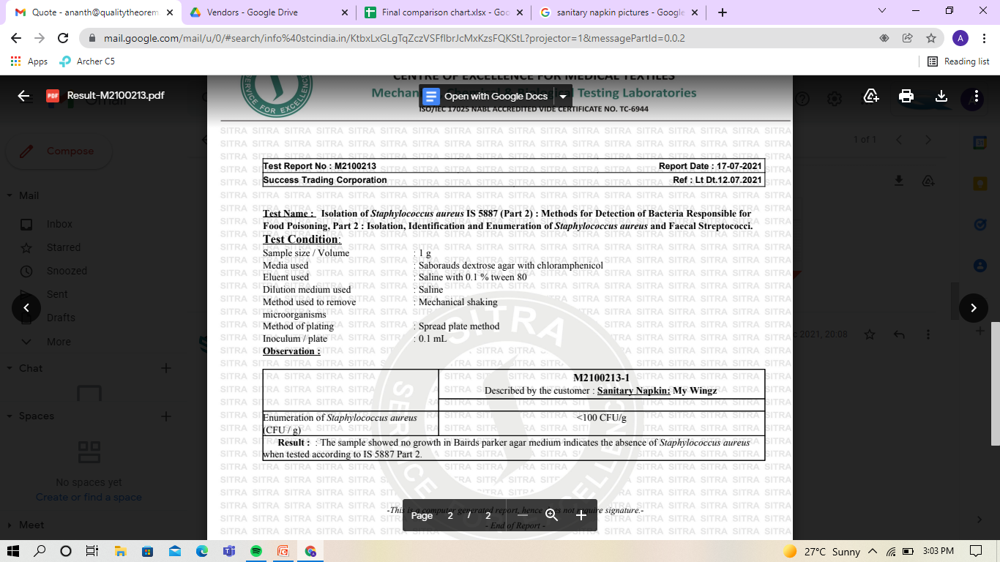 Quote - ananth@qualitytheorem
Vendors - Google Drive
Final comparison chart.xlsx - Goo
sanitary napkin pictures - Google
mail.google.com/mail/u/0/#search/info%40stcindia.in/KtbxLxGLgTqZczVSFflbrJcMxKzsFQKStL?projector=1&messagePartId=0.0.2
A
Apps
Archer C5
Reading list
CENTRE OF EXCELLENCE FOR MEDICAL TEXTILES
PDF
Result-M2100213.pdf
Open with Google Docs
Testing Laboratories
ISO/IEC 17025 NABL ACCREDITED VIDE CERTIFICATE NO. TC-6944
SERVICE FOR EXCELLENCE
Compose
1 of 1
Mail
Inbox
Starred
Snoozed
Sent
Drafts
More
Chat
Spaces
No spaces yet
Create or find a space
Meet
2021, 20:08
SITRA
Test Report No : M2100213
Report Date : 17-07-2021
Success Trading Corporation
Ref : Lt Dt.12.07.2021
Test Name : Isolation of Staphylococcus aureus IS 5887 (Part 2) : Methods for Detection of Bacteria Responsible for
Food Poisoning, Part 2 : Isolation, Identification and Enumeration of Staphylococcus aureus and Faecal Streptococci.
Test Condition:
Sample size / Volume : 1 g
Media used : Saborauds dextrose agar with chloramphenicol
Eluent used : Saline with 0.1 % tween 80
Dilution medium used : Saline
Method used to remove : Mechanical shaking
microorganisms
Method of plating : Spread plate method
Inoculum / plate : 0.1 mL
Observation :
M2100213-1
Described by the customer : Sanitary Napkin: My Wingz
Enumeration of Staphylococcus aureus <100 CFU/g
(CFU / g)
Result : : The sample showed no growth in Bairds parker agar medium indicates the absence of Staphylococcus aureus
when tested according to IS 5887 Part 2.
-This is a computer generated report, hence does not require signature.-
Page 2 / 2
- End of Report -
27°C Sunny
3:03 PM